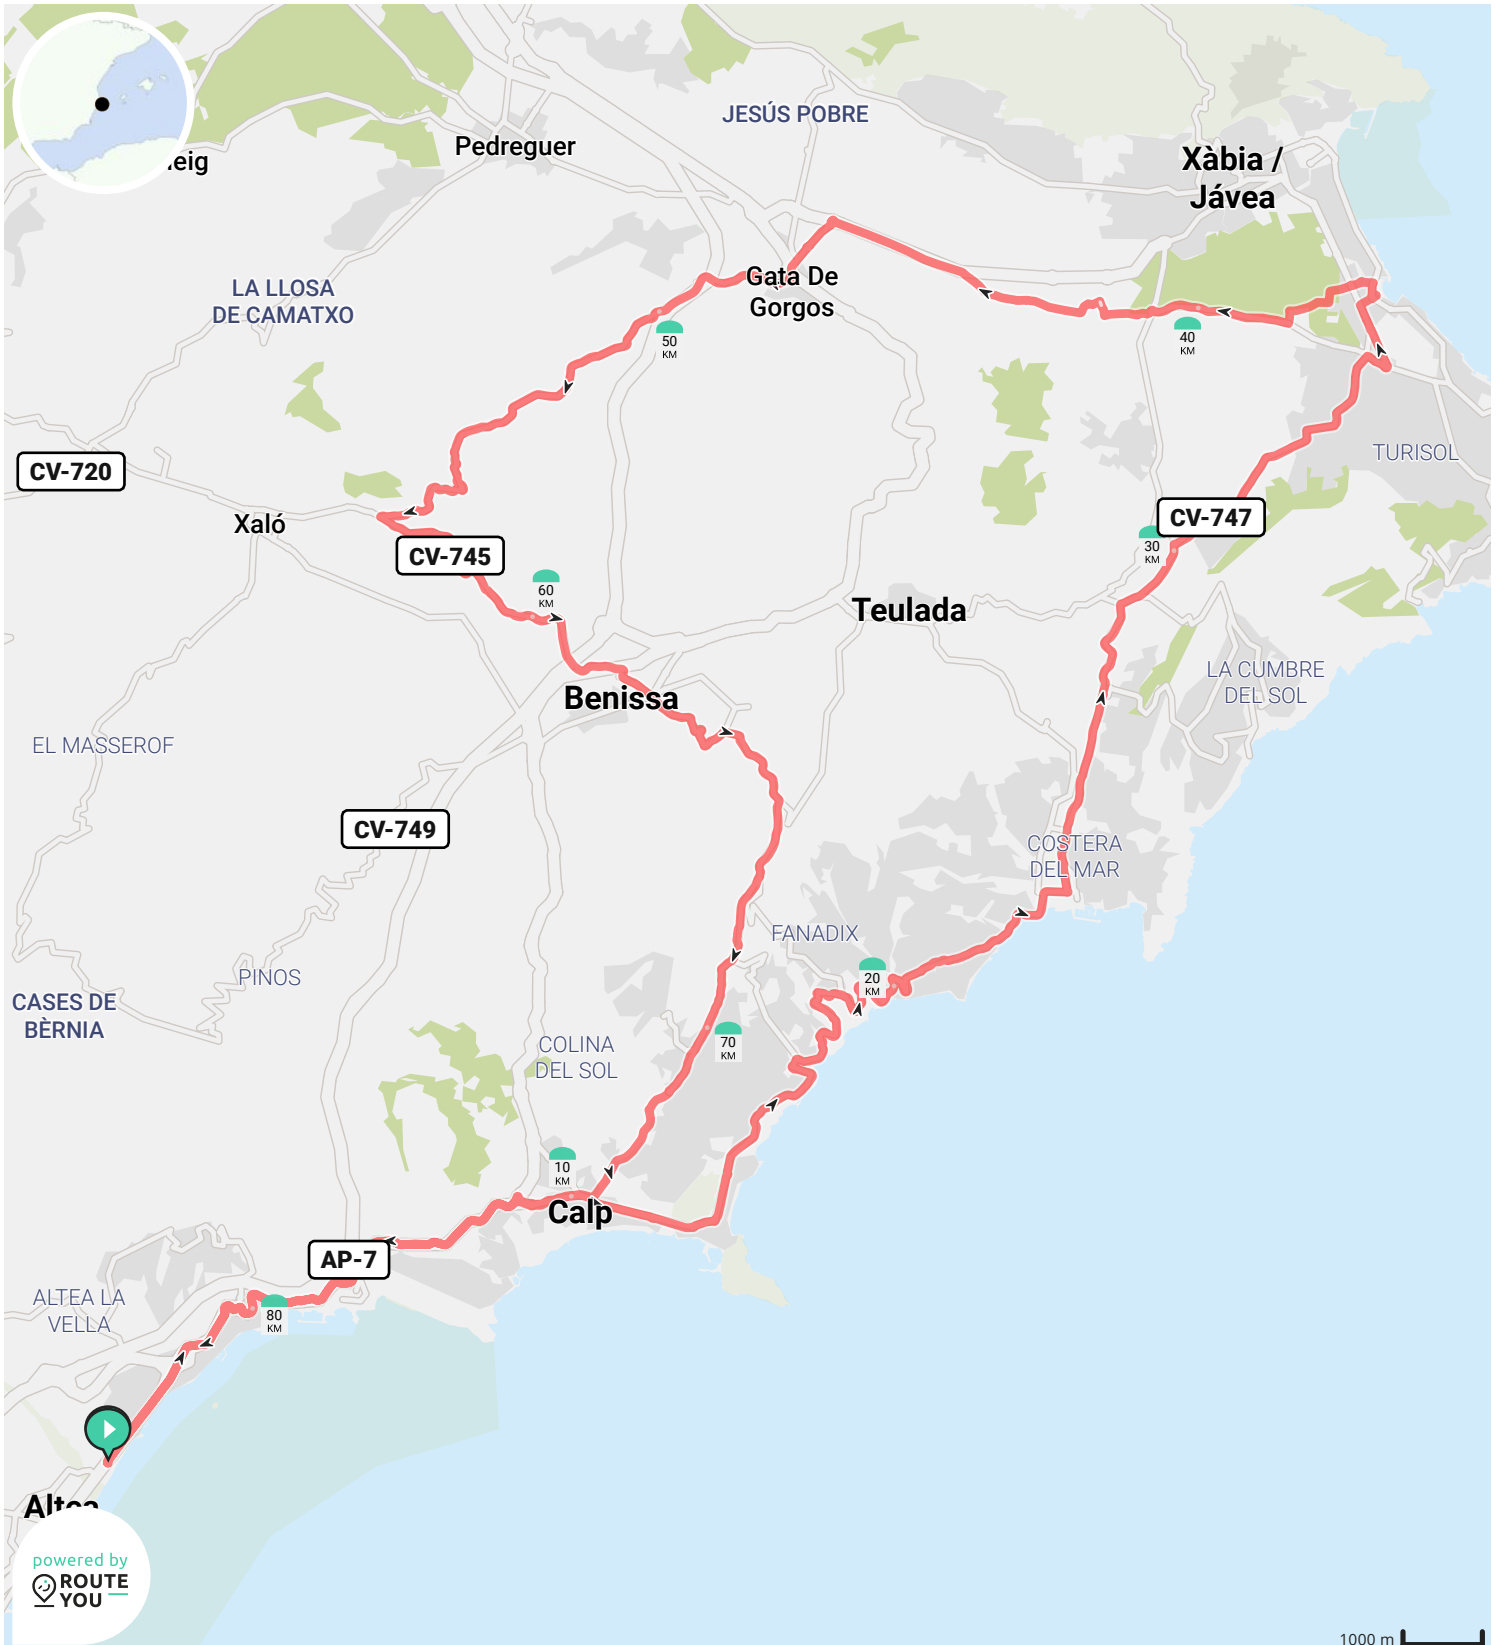 JESÚS POBRE
Pedreguer
Xàbia /
Jávea
eig
Gata De
Gorgos
LA LLOSA
DE CAMATXO
50
KM
40
KM
TURISOL
CV-720
Xaló
CV-747
CV-745
30
KM
60
KM
Teulada
LA CUMBRE
DEL SOL
Benissa
EL MASSEROF
CV-749
COSTERA
DEL MAR
FANADIX
PINOS
20
KM
CASES DE
BÈRNIA
COLINA
DEL SOL
70
KM
10
KM
Calp
AP-7
ALTEA LA
VELLA
80
KM
Altea
powered by
ROUTE
YOU
1000 m